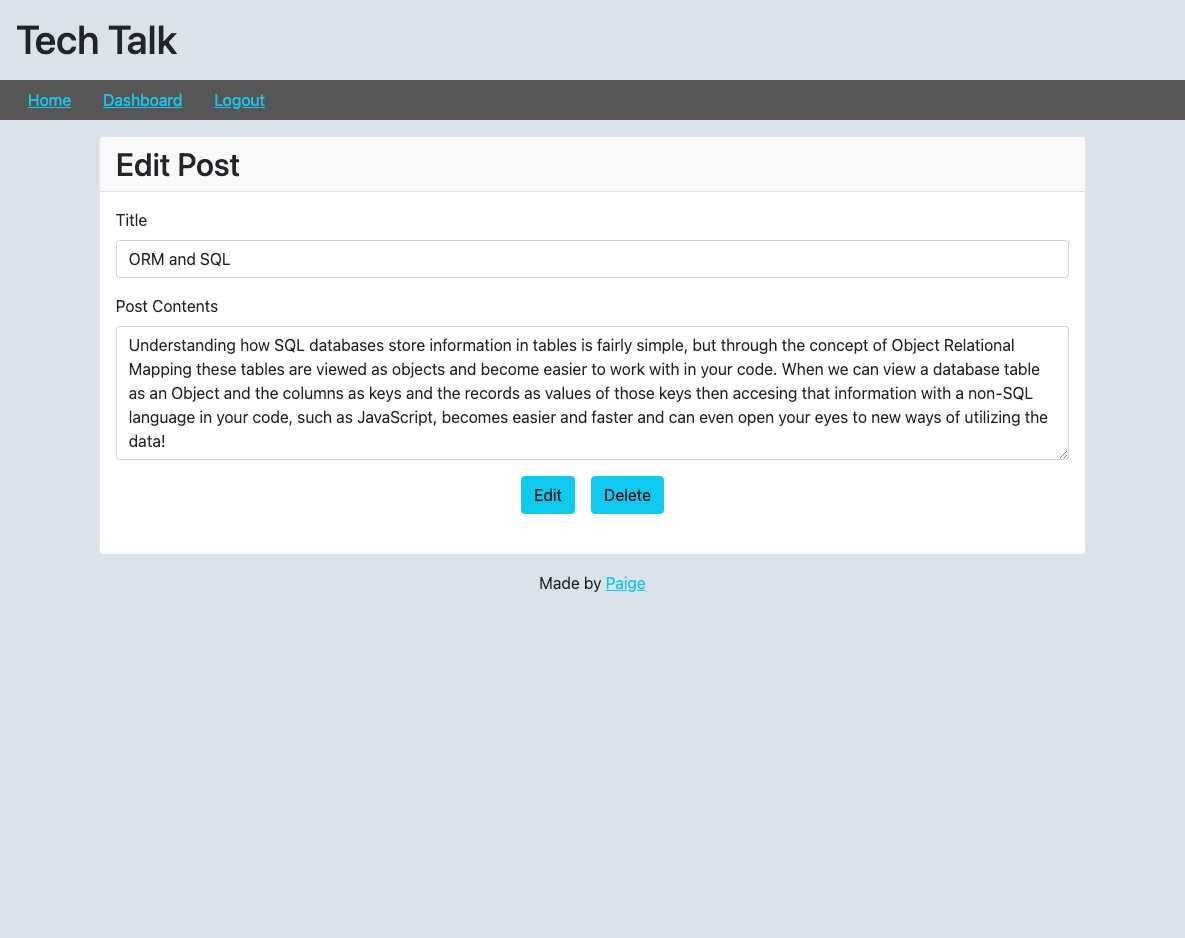 Tech Talk
Home Dashboard Logout
Edit Post
Title
ORM and SQL
Post Contents
Understanding how SQL databases store information in tables is fairly simple, but through the concept of Object Relational
Mapping these tables are viewed as objects and become easier to work with in your code. When we can view a database table
as an Object and the columns as keys and the records as values of those keys then accesing that information with a non-SQL
language in your code, such as JavaScript, becomes easier and faster and can even open your eyes to new ways of utilizing the
data!
Edit Delete
Made by Paige